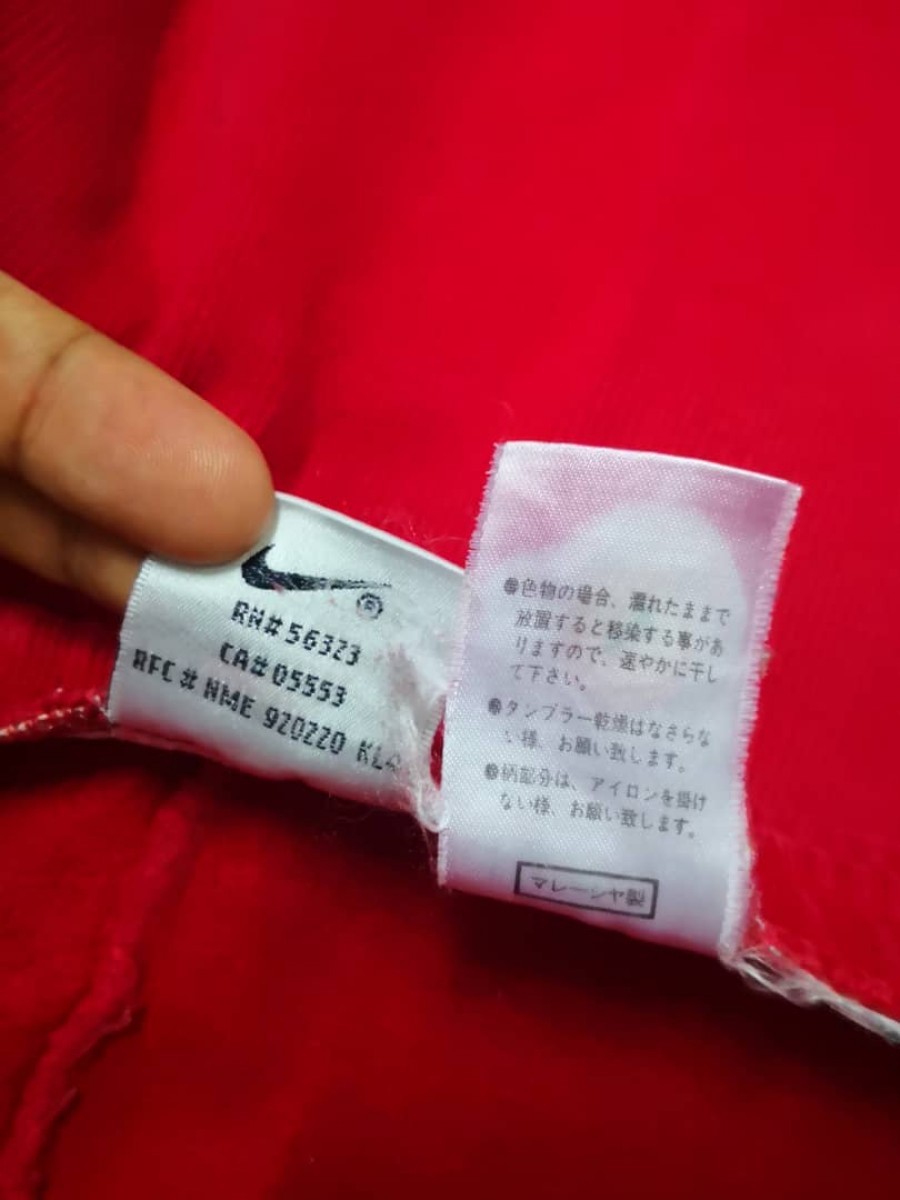 ®
RN# 56323
CA# 05553
RFC # NME 920220 KL4
●色物の場合、濡れたままで
放置すると移染する事があ
りますので、速やかに干し
て下さい。
●タンブラー乾燥はなさらな
い様、お願い致します。
●柄部分は、アイロンを掛け
ない様、お願い致します。
マレーシヤ製